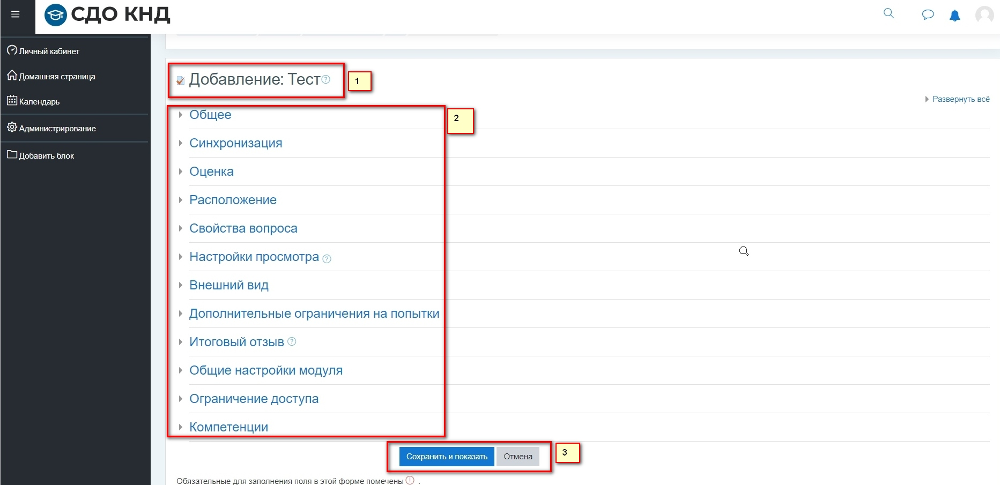 СДО КНД
Личный кабинет
Домашняя страница
Календарь
Администрирование
Добавить блок
Добавление: Тест
1
Развернуть всё
Общее
2
Синхронизация
Оценка
Расположение
Свойства вопроса
Настройки просмотра
Внешний вид
Дополнительные ограничения на попытки
Итоговый отзыв
Общие настройки модуля
Ограничение доступа
Компетенции
Сохранить и показать
Отмена
3
Обязательные для заполнения поля в этой форме помечены .